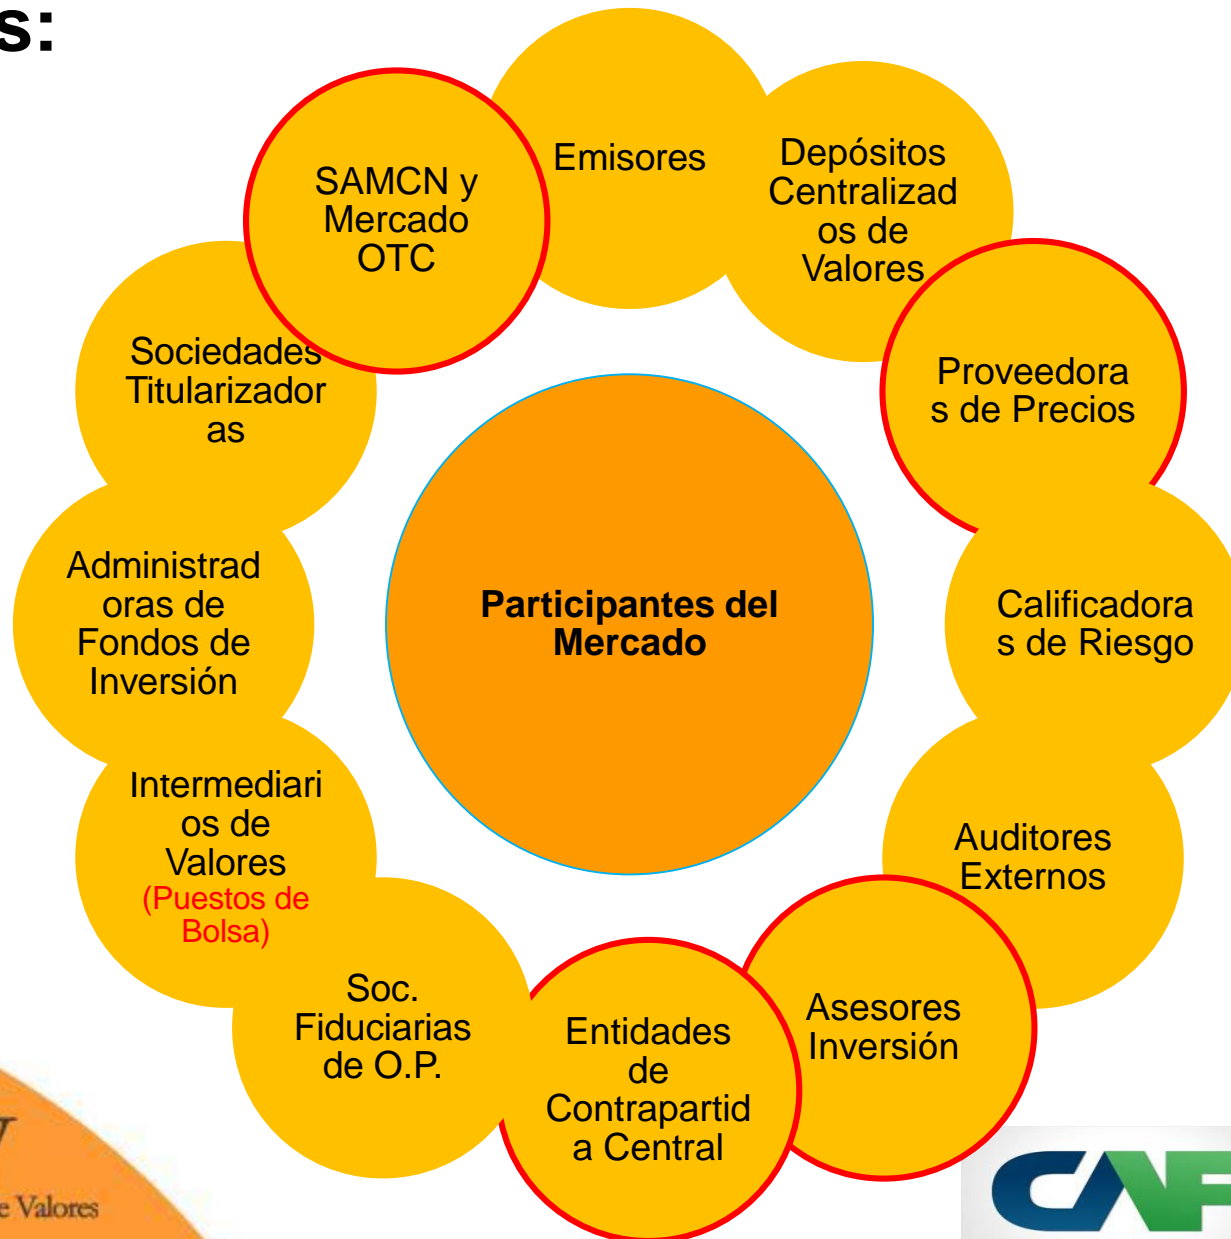 s:
Emisores
Depósitos
Centralizad
os de
Valores
Proveedora
s de Precios
Calificadora
s de Riesgo
Auditores
Externos
Asesores
Inversión
Entidades
de
Contrapartid
a Central
Soc.
Fiduciarias
de O.P.
Intermediari
os de
Valores
(Puestos de
Bolsa)
Administrad
oras de
Fondos de
Inversión
Sociedades
Titularizador
as
SAMCN y
Mercado
OTC
Participantes del
Mercado
e Valores
CAF